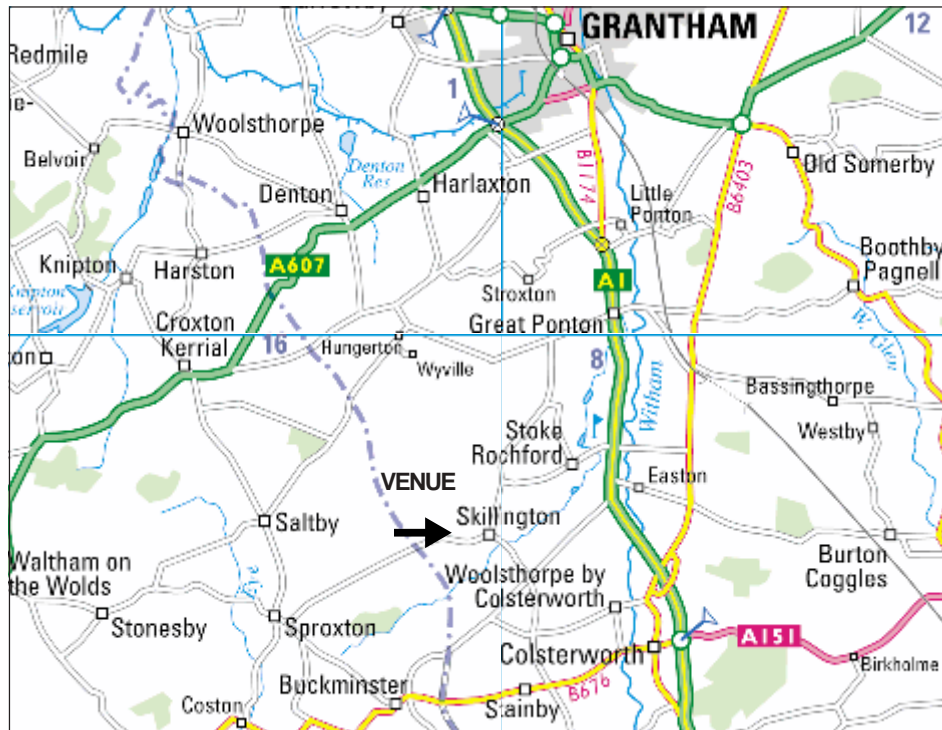 GRANTHAM
12
Redmile
1
Woolsthorpe
Belvoir
Denton
Res
Old Somerby
B1174
B6403
Denton
Harlaxton
Little
Ponton
Knipton
Harston
A607
Boothby
Pagnell
A1
Stroxton
Knipton
Croxton
Kerrial
Great Ponton
W. Glen
16
Hungerton
Wyville
8
Witham
Bassingthorpe
Westby
Stoke
Rochford
VENUE
Easton
Skillington
Saltby
Waltham on
the Wolds
Eye
Burton
Coggles
Woolsthorpe by
Colsterworth
Stonesby
Sproxton
Colsterworth
A151
Birkholme
Buckminster
B676
Stainby
Coston